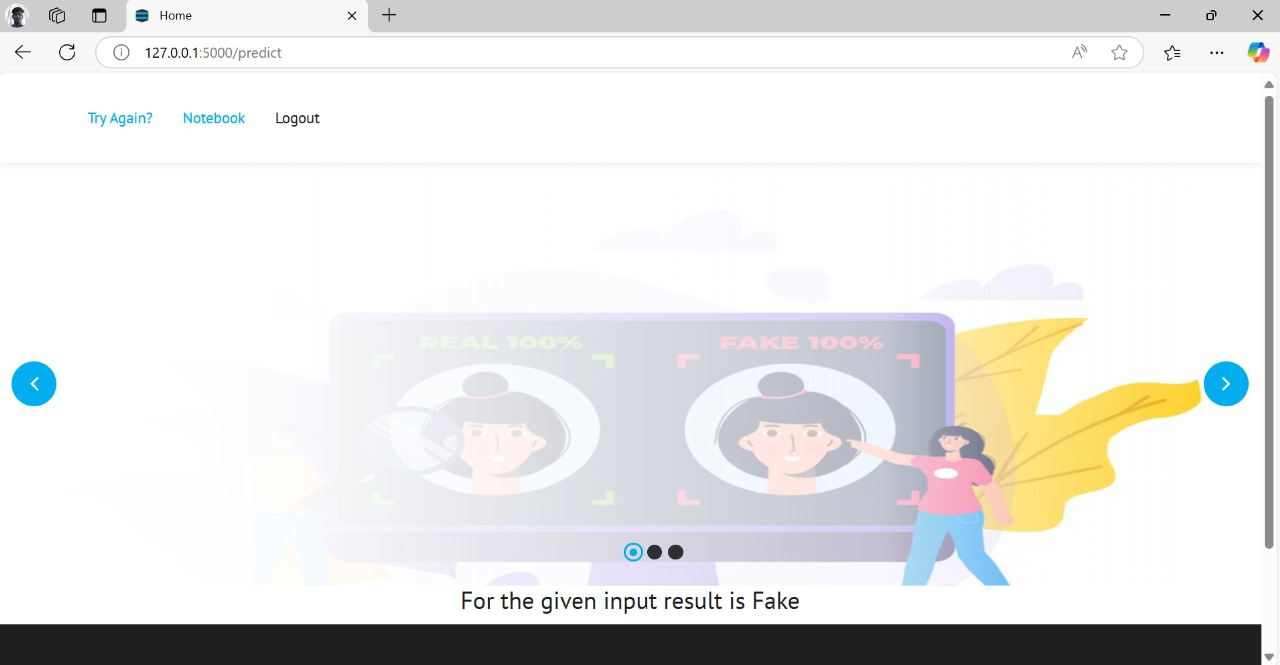 Home
127.0.0.1:5000/predict
Try Again? Notebook Logout
REAL 100% FAKE 100%
For the given input result is Fake